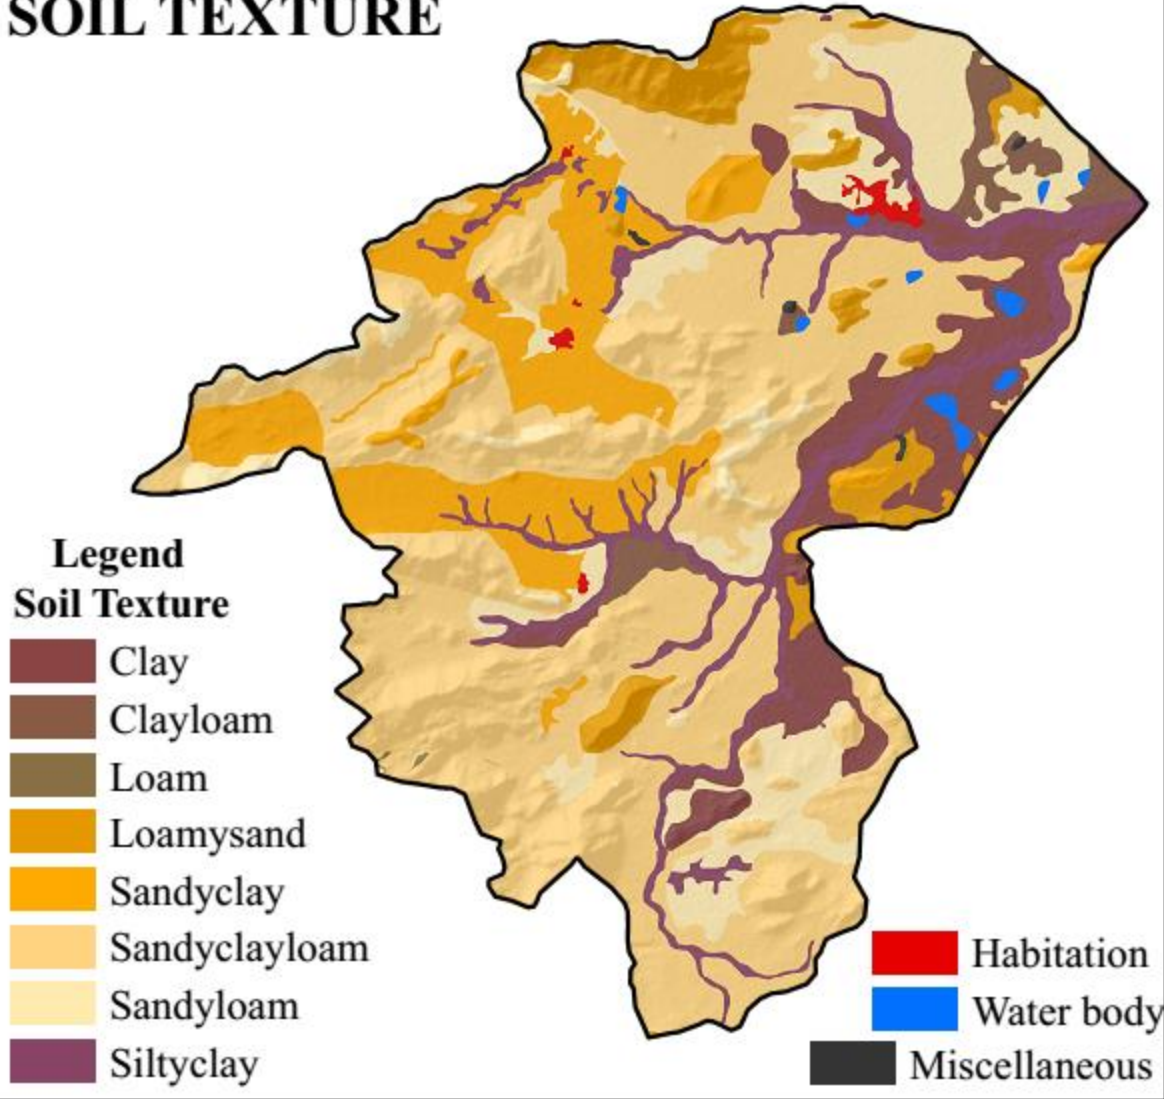 SOIL TEXTURE
Legend
Soil Texture
Clay
Clayloam
Loam
Loamysand
Sandyclay
Sandyclayloam
Sandyloam
Siltyclay
Habitation
Water body
Miscellaneous